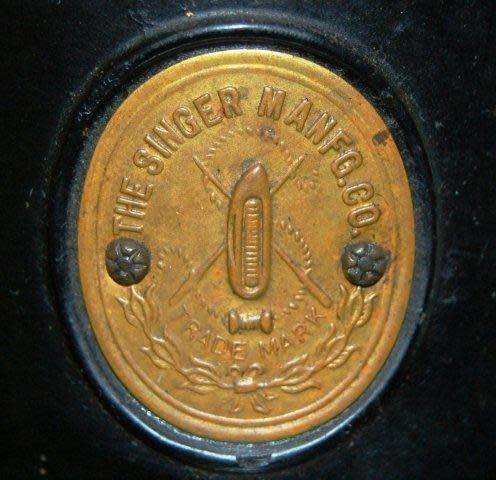 THE SINGER MANFG. CO.
TRADE MARK